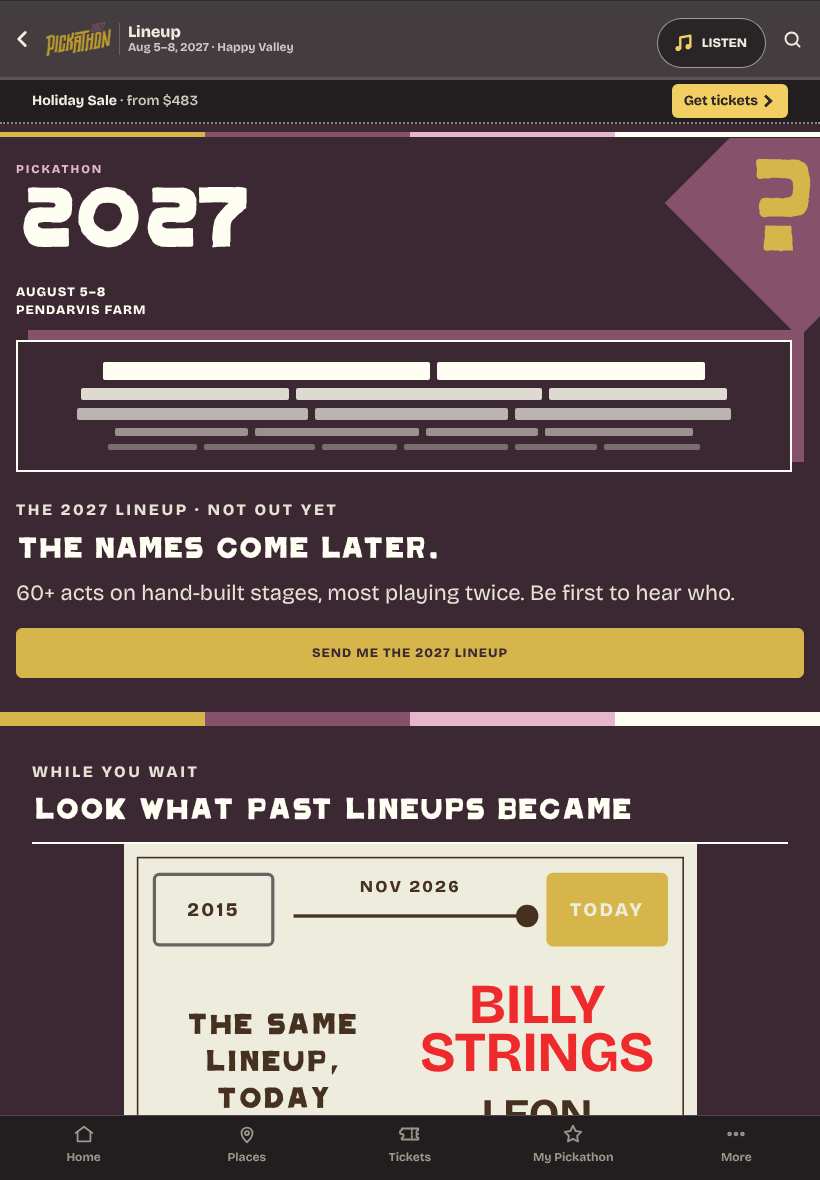 PICKATHON
Lineup
Aug 5–8, 2027 · Happy Valley
LISTEN
Holiday Sale · from $483
Get tickets
PICKATHON
2027
?
AUGUST 5–8
PENDARVIS FARM
THE 2027 LINEUP · NOT OUT YET
THE NAMES COME LATER.
60+ acts on hand-built stages, most playing twice. Be first to hear who.
SEND ME THE 2027 LINEUP
WHILE YOU WAIT
LOOK WHAT PAST LINEUPS BECAME
2015
NOV 2026
TODAY
THE SAME
LINEUP,
TODAY
BILLY
STRINGS
LEON
Home
Places
Tickets
My Pickathon
More